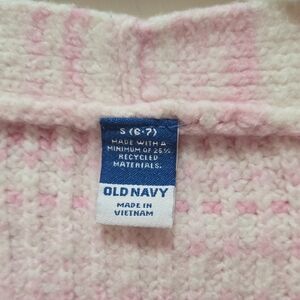 S (6-7)
MADE WITH A
MINIMUM OF 25%
RECYCLED
MATERIALS.
OLD NAVY
MADE IN
VIETNAM